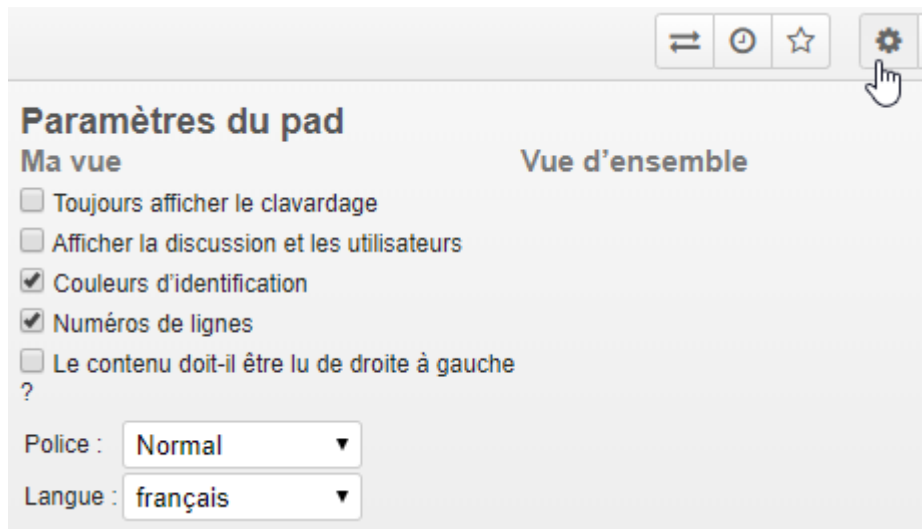 Paramètres du pad
Ma vue
Vue d’ensemble
Toujours afficher le clavardage
Afficher la discussion et les utilisateurs
Couleurs d’identification
Numéros de lignes
Le contenu doit-il être lu de droite à gauche
?
Police : Normal
Langue : français